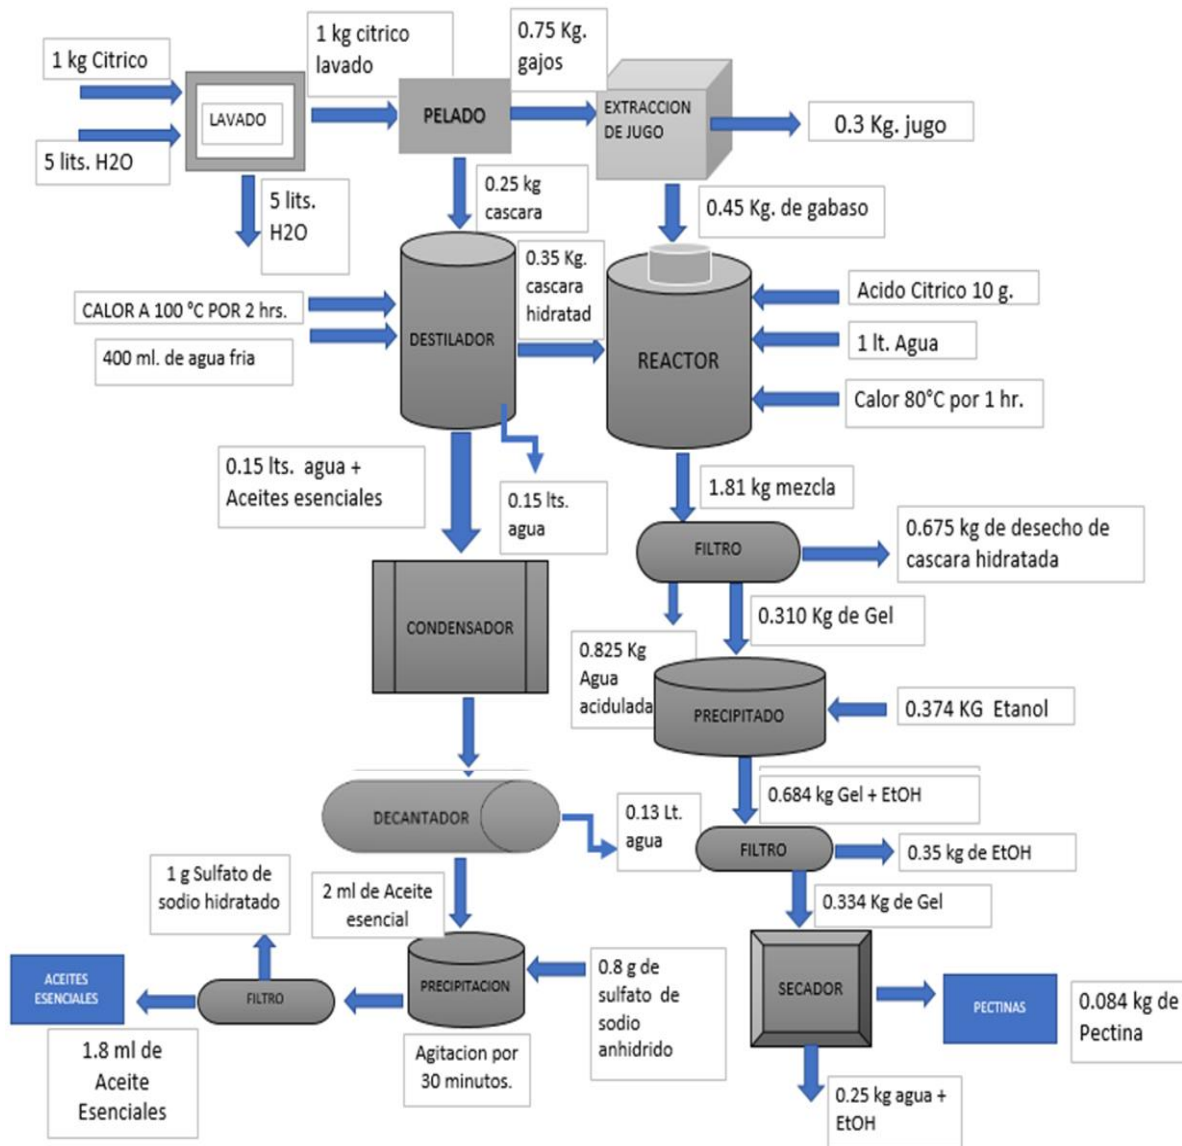 1 kg Citrico
5 lits. H2O
LAVADO
5 lits.
H2O
1 kg citrico
lavado
PELADO
0.75 Kg.
gajos
EXTRACCION
DE JUGO
0.3 Kg. jugo
0.25 kg
cascara
0.45 Kg. de gabaso
CALOR A 100 °C POR 2 hrs.
400 ml. de agua fria
DESTILADOR
0.35 Kg.
cascara
hidratad
REACTOR
Acido Citrico 10 g.
1 lt. Agua
Calor 80°C por 1 hr.
0.15 lts. agua +
Aceites esenciales
0.15 lts.
agua
1.81 kg mezcla
FILTRO
0.675 kg de desecho de
cascara hidratada
0.310 Kg de Gel
0.825 Kg
Agua
acidulada
CONDENSADOR
PRECIPITADO
0.374 KG Etanol
0.684 kg Gel + EtOH
DECANTADOR
0.13 Lt.
agua
FILTRO
0.35 kg de EtOH
0.334 Kg de Gel
1 g Sulfato de
sodio hidratado
2 ml de Aceite
esencial
ACEITES
ESENCIALES
FILTRO
PRECIPITACION
0.8 g de
sulfato de
sodio
anhidrido
SECADOR
PECTINAS
0.084 kg de
Pectina
1.8 ml de
Aceite
Esenciales
Agitacion por
30 minutos.
0.25 kg agua +
EtOH